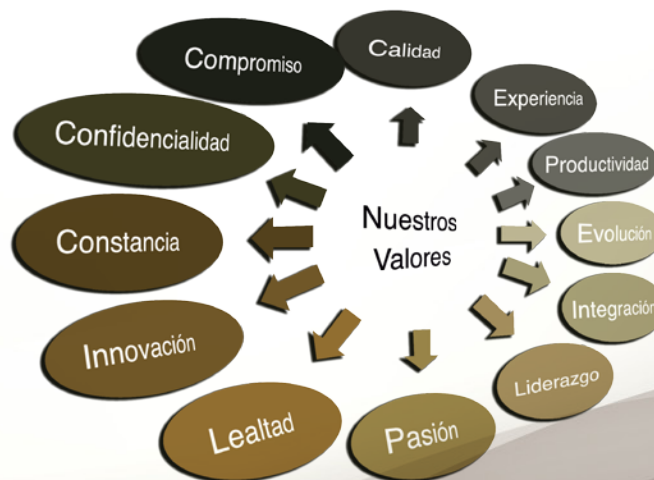 Nuestros
Valores
Calidad
Experiencia
Productividad
Evolución
Integración
Liderazgo
Pasión
Lealtad
Innovación
Constancia
Confidencialidad
Compromiso